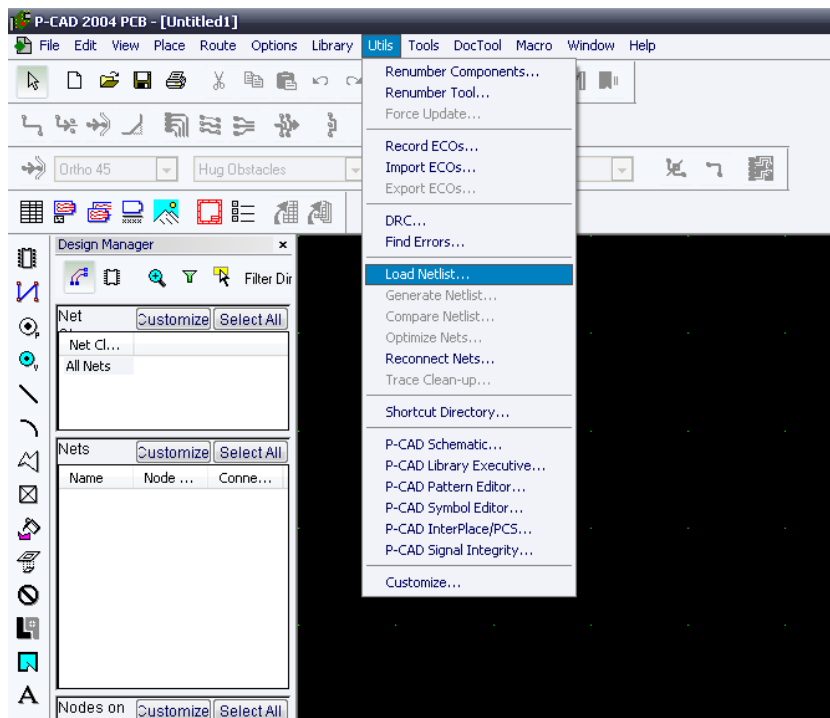 P-CAD 2004 PCB - [Untitled1]
File Edit View Place Route Options Library Utils Tools DocTool Macro Window Help
Renumber Components...
Renumber Tool...
Force Update...
Record ECOs...
Import ECOs...
Export ECOs...
DRC...
Find Errors...
Load Netlist...
Generate Netlist...
Compare Netlist...
Optimize Nets...
Reconnect Nets...
Trace Clean-up...
Shortcut Directory...
P-CAD Schematic...
P-CAD Library Executive...
P-CAD Pattern Editor...
P-CAD Symbol Editor...
P-CAD InterPlace/PCS...
P-CAD Signal Integrity...
Customize...
Ortho 45
Hug Obstacles
Design Manager
Filter Dir
Net
Customize Select All
Net Cl...
All Nets
Nets
Customize Select All
Name Node ... Conne...
Nodes on
Customize Select All
A